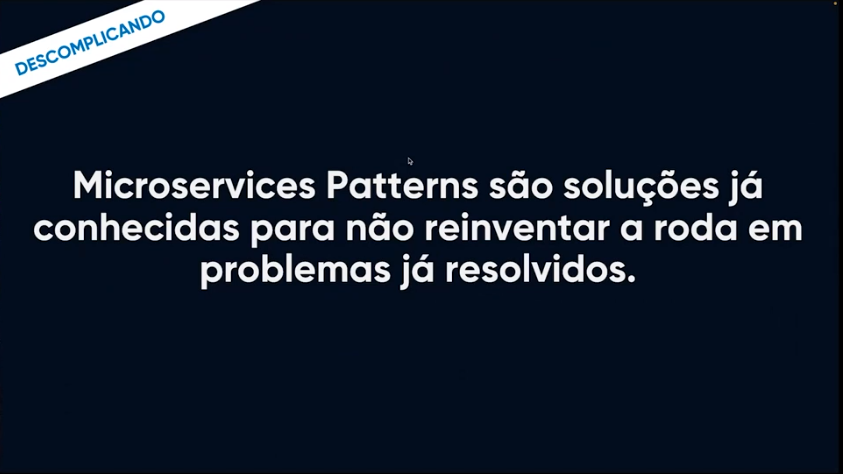 DESCOMPLICANDO
Microservices Patterns são soluções já
conhecidas para não reinventar a roda em
problemas já resolvidos.